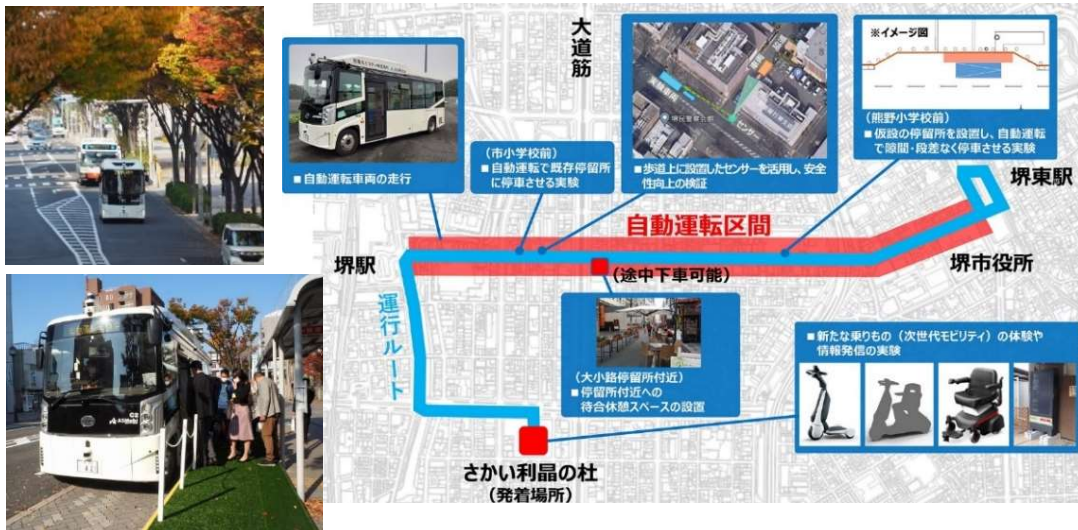 大道筋
■自動運転車両の走行
(市小学校前)
■自動運転で既存停留所
に停車させる実験
センサー
■歩道上に設置したセンサーを活用し、安全
性向上の検証
※イメージ図
(熊野小学校前)
■仮設の停留所を設置し、自動運転
で隙間・段差なく停車させる実験
堺東駅
自動運転区間
堺駅
(途中下車可能)
堺市役所
運行ルート
(大小路停留所付近)
■停留所付近への
待合休憩スペースの設置
■新たな乗りもの(次世代モビリティ)の体験や
情報発信の実験
さかい利晶の杜
(発着場所)